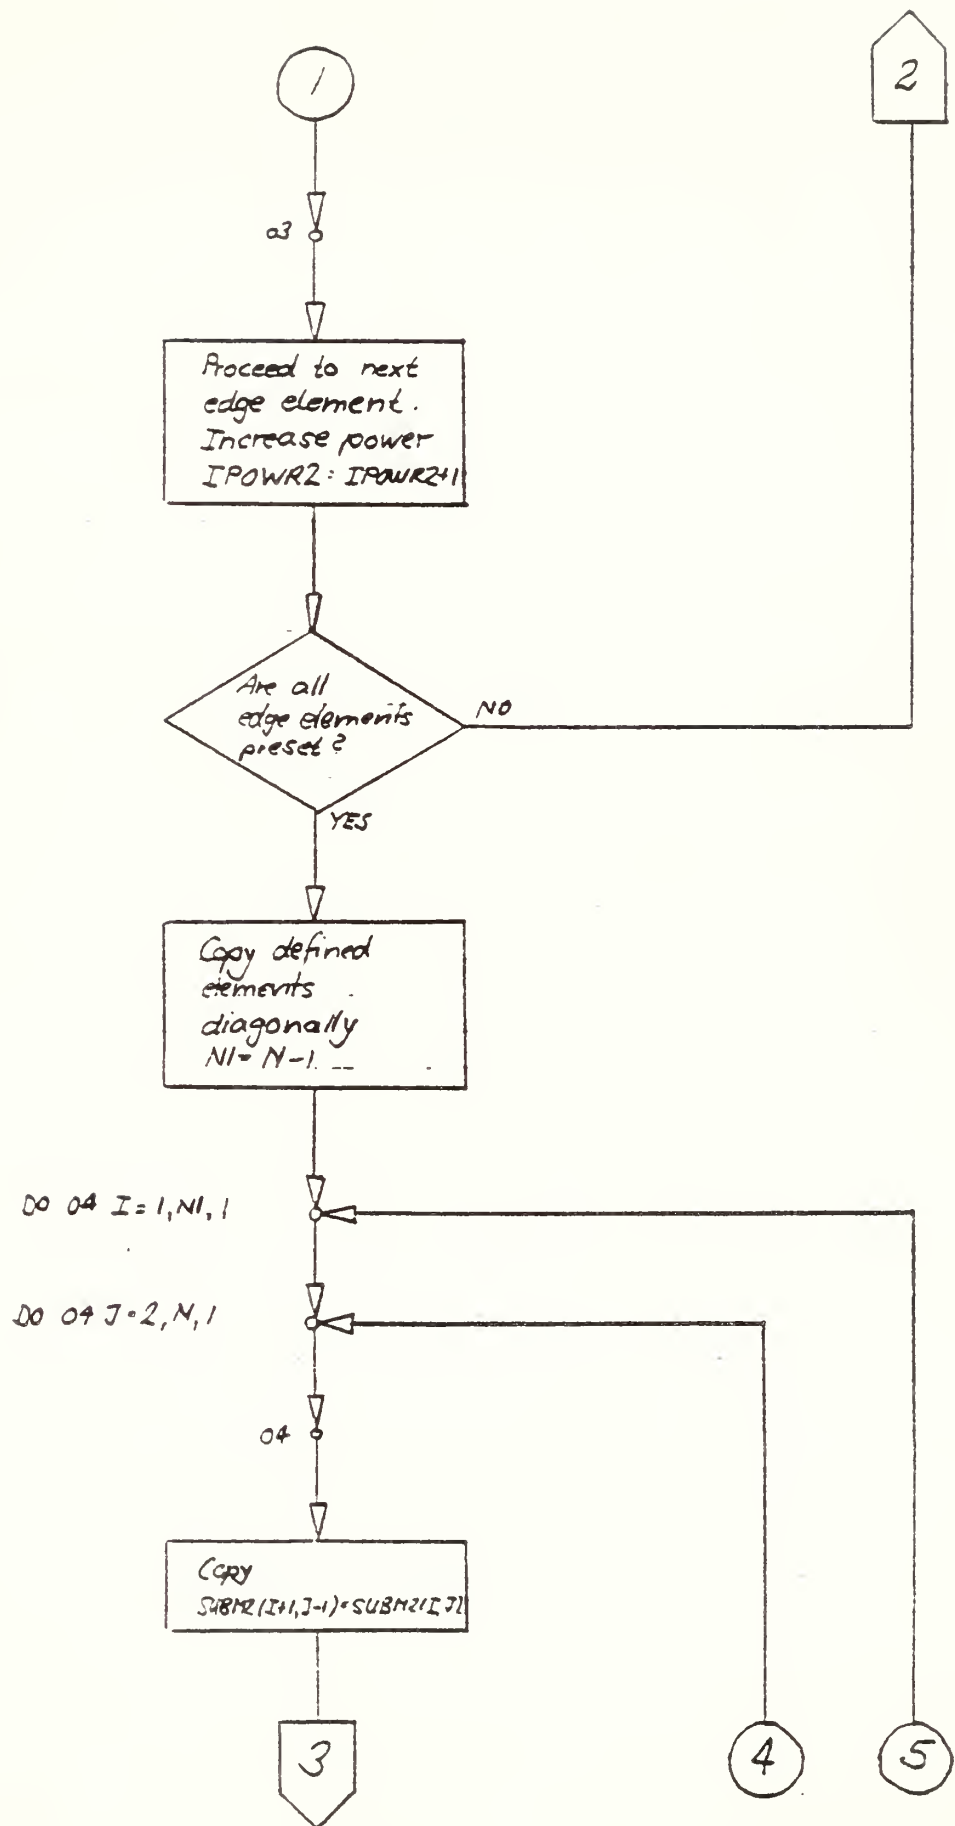 1
2
03
Proceed to next
edge element.
Increase power
IPOWR2 = IPOWR2+1
Are all
edge elements
preset?
NO
YES
Copy defined
elements
diagonally
N1= N-1
DO 04 I=1,N1,1
DO 04 J=2,N,1
04
Copy
SUBM2(I+1,J-1)=SUBM2(I,J)
3
4
5